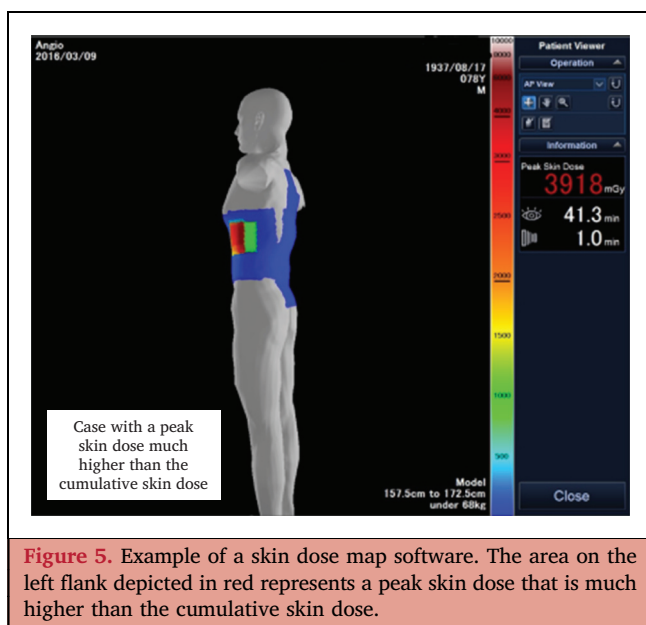 Angio
2016/03/09
1937/08/17
078Y
M
10000
Patient Viewer
Operation
AP View
Information
Peak Skin Dose
3918 mGy
41.3 min
1.0 min
4000
3000
2500
2000
1500
1000
500
Case with a peak
skin dose much
higher than the
cumulative skin dose
Model
157.5cm to 172.5cm
under 68kg
Close
Figure 5. Example of a skin dose map software. The area on the
left flank depicted in red represents a peak skin dose that is much
higher than the cumulative skin dose.